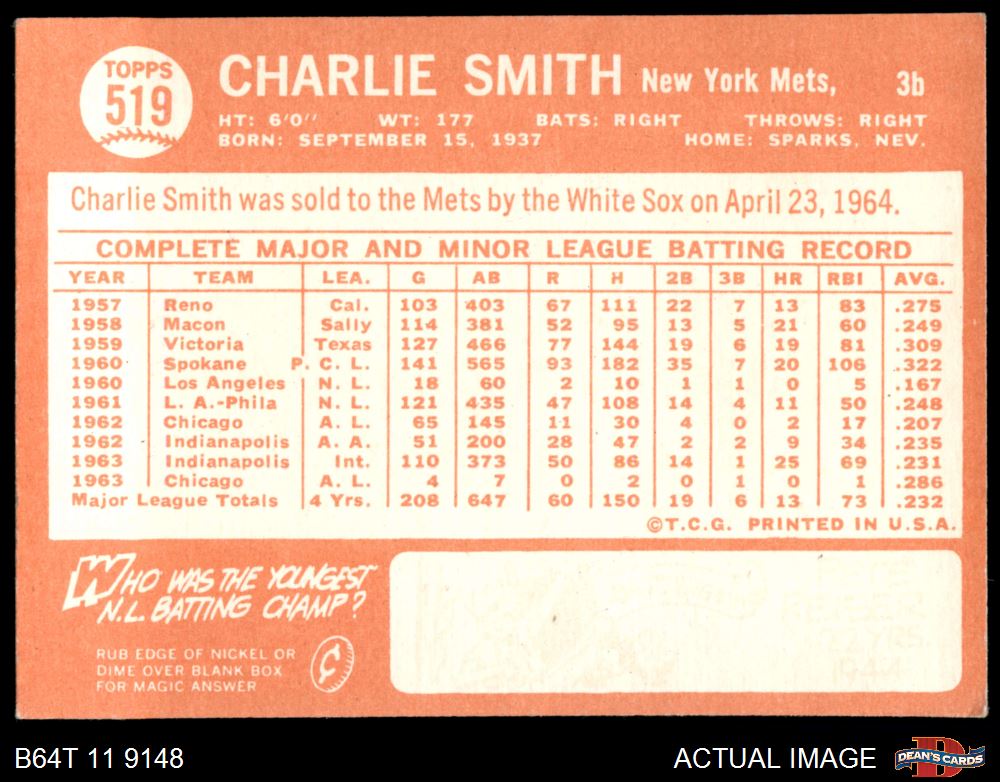 TOPPS
519
CHARLIE SMITH New York Mets, 3b
HT: 6'0" WT: 177 BATS: RIGHT THROWS: RIGHT
BORN: SEPTEMBER 15, 1937 HOME: SPARKS, NEV.
Charlie Smith was sold to the Mets by the White Sox on April 23, 1964.
COMPLETE MAJOR AND MINOR LEAGUE BATTING RECORD
YEAR TEAM LEA. G AB R H 2B 3B HR RBI AVG.
1957 Reno Cal. 103 403 67 111 22 7 13 83 .275
1958 Macon Sally 114 381 52 95 13 5 21 60 .249
1959 Victoria Texas 127 466 77 144 19 6 19 81 .309
1960 Spokane P. C. L. 141 565 93 182 35 7 20 106 .322
1960 Los Angeles N. L. 18 60 2 10 1 1 0 5 .167
1961 L. A.-Phila N. L. 121 435 47 108 14 4 11 50 .248
1962 Chicago A. L. 65 145 11 30 4 0 2 17 .207
1962 Indianapolis A. A. 51 200 28 47 2 2 9 34 .235
1963 Indianapolis Int. 110 373 50 86 14 1 25 69 .231
1963 Chicago A. L. 4 7 0 2 0 1 0 1 .286
Major League Totals 4 Yrs. 208 647 60 150 19 6 13 73 .232
©T.C.G. PRINTED IN U.S.A.
WHO WAS THE YOUNGEST
N.L. BATTING CHAMP?
RUB EDGE OF NICKEL OR
DIME OVER BLANK BOX
FOR MAGIC ANSWER
¢
B64T 11 9148 ACTUAL IMAGE
D
DEAN'S CARDS